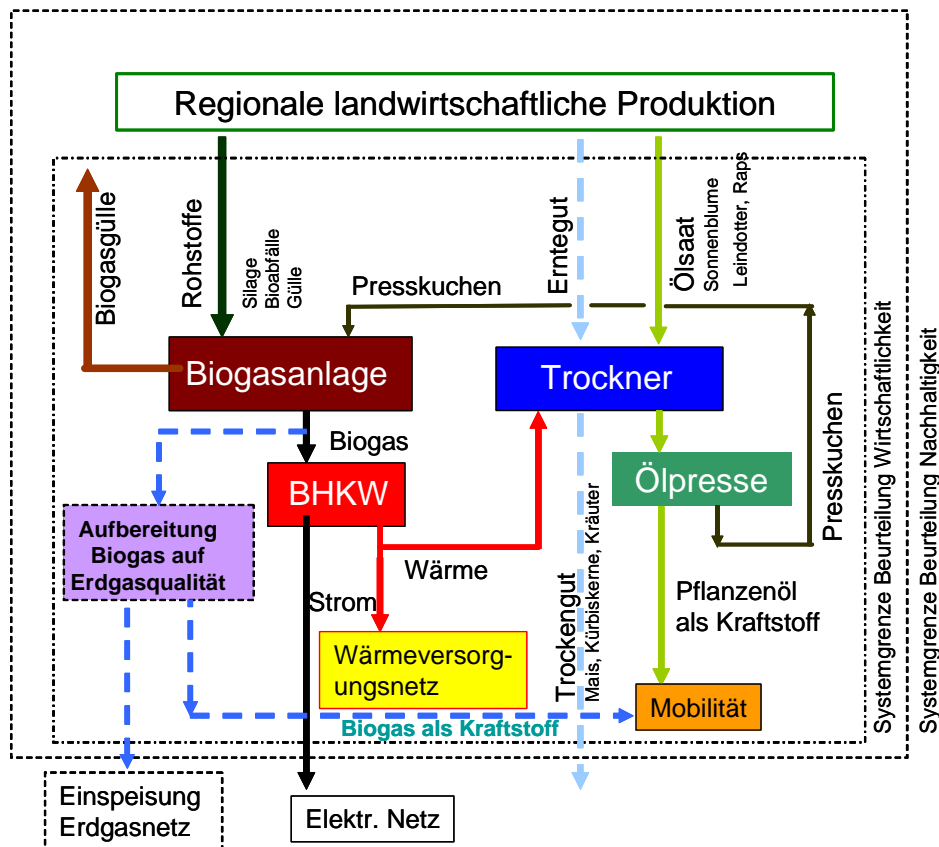 Regionale landwirtschaftliche Produktion
Biogasgülle
Rohstoffe
Silage
Bioabfälle
Gülle
Presskuchen
Erntegut
Ölsaat
Sonnenblume
Leindotter, Raps
Biogasanlage
Trockner
Biogas
BHKW
Ölpresse
Presskuchen
Aufbereitung
Biogas auf
Erdgasqualität
Wärme
Strom
Wärmeversorg-
ungsnetz
Trockengut
Mais, Kürbiskerne, Kräuter
Pflanzenöl
als Kraftstoff
Mobilität
Biogas als Kraftstoff
Einspeisung
Erdgasnetz
Elektr. Netz
Systemgrenze Beurteilung Wirtschaftlichkeit
Systemgrenze Beurteilung Nachhaltigkeit